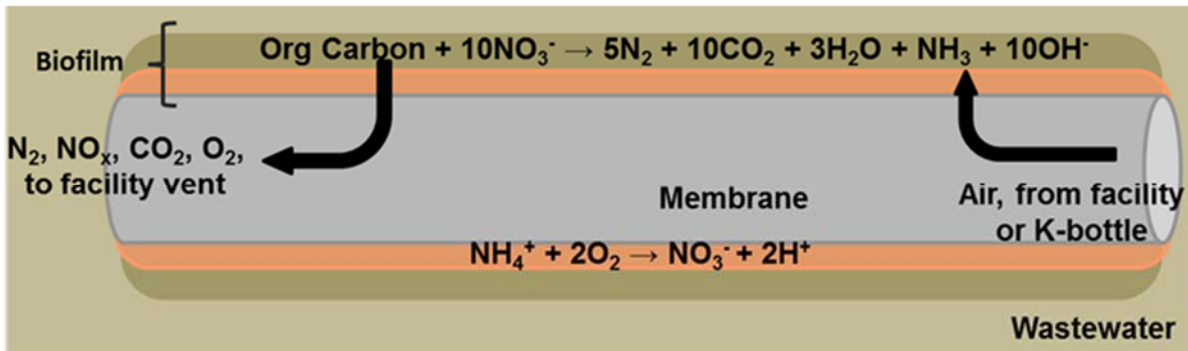 Org Carbon + 10NO₃⁻ → 5N₂ + 10CO₂ + 3H₂O + NH₃ + 10OH⁻
Biofilm
N₂, NOₓ, CO₂, O₂,
to facility vent
Membrane
Air, from facility
or K-bottle
NH₄⁺ + 2O₂ → NO₃⁻ + 2H⁺
Wastewater